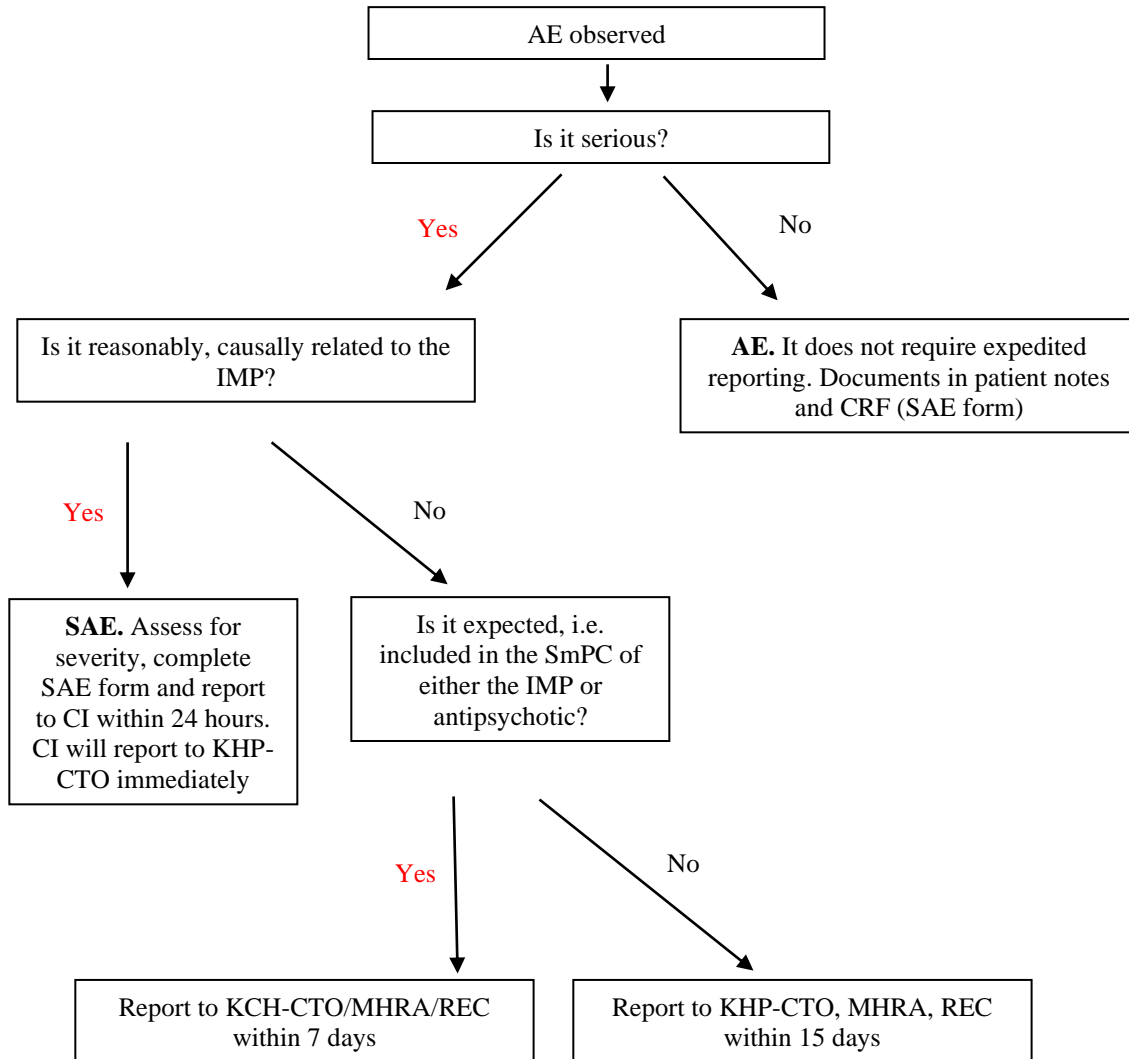 AE observed
Is it serious?
Yes
No
Is it reasonably, causally related to the
IMP?
AE. It does not require expedited
reporting. Documents in patient notes
and CRF (SAE form)
Yes
No
SAE. Assess for
severity, complete
SAE form and report
to CI within 24 hours.
CI will report to KHP-
CTO immediately
Is it expected, i.e.
included in the SmPC of
either the IMP or
antipsychotic?
Yes
No
Report to KCH-CTO/MHRA/REC
within 7 days
Report to KHP-CTO, MHRA, REC
within 15 days